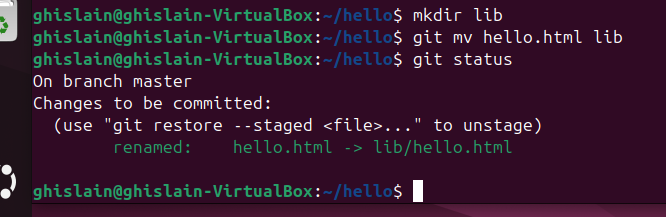 ghislain@ghislain-VirtualBox:~/hello$ mkdir lib
ghislain@ghislain-VirtualBox:~/hello$ git mv hello.html lib
ghislain@ghislain-VirtualBox:~/hello$ git status
On branch master
Changes to be committed:
  (use "git restore --staged <file>..." to unstage)
        renamed:    hello.html -> lib/hello.html

ghislain@ghislain-VirtualBox:~/hello$